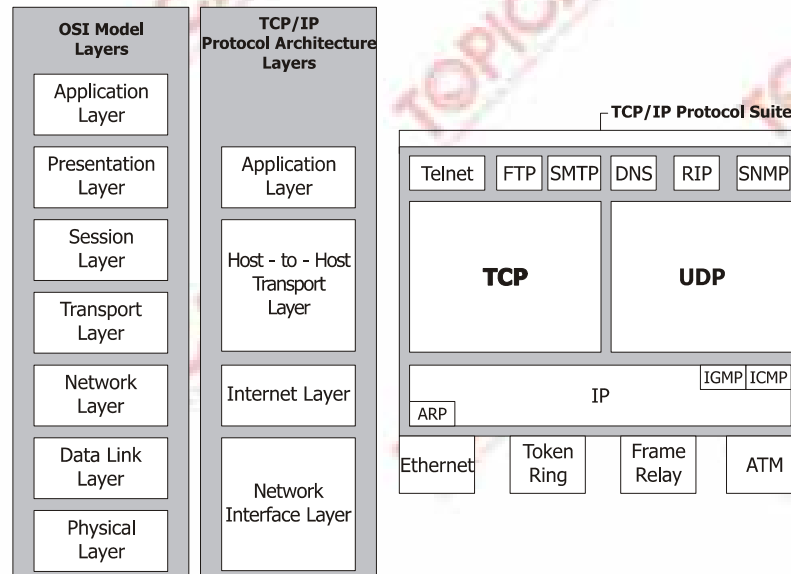 OSI Model
Layers
Application
Layer
Presentation
Layer
Session
Layer
Transport
Layer
Network
Layer
Data Link
Layer
Physical
Layer
TCP/IP
Protocol Architecture
Layers
Application
Layer
Host - to - Host
Transport
Layer
Internet Layer
Network
Interface Layer
TCP/IP Protocol Suite
Telnet
FTP
SMTP
DNS
RIP
SNMP
TCP
UDP
IP
IGMP
ICMP
ARP
Ethernet
Token
Ring
Frame
Relay
ATM